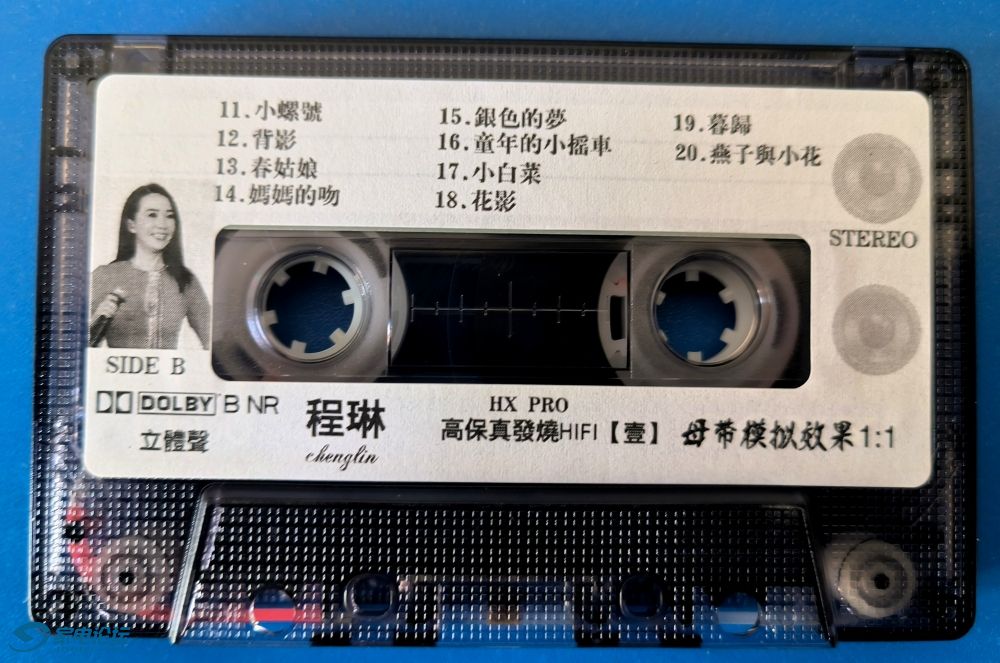 11.小螺號
12.背影
13.春姑娘
14.媽媽的吻
15.銀色的夢
16.童年的小摇車
17.小白菜
18.花影
19.暮歸
20.燕子與小花
STEREO
SIDE B
DOLBY B NR
立體聲
程琳
chenglin
HX PRO
高保真發燒HIFI【壹】
母带模拟效果1:1